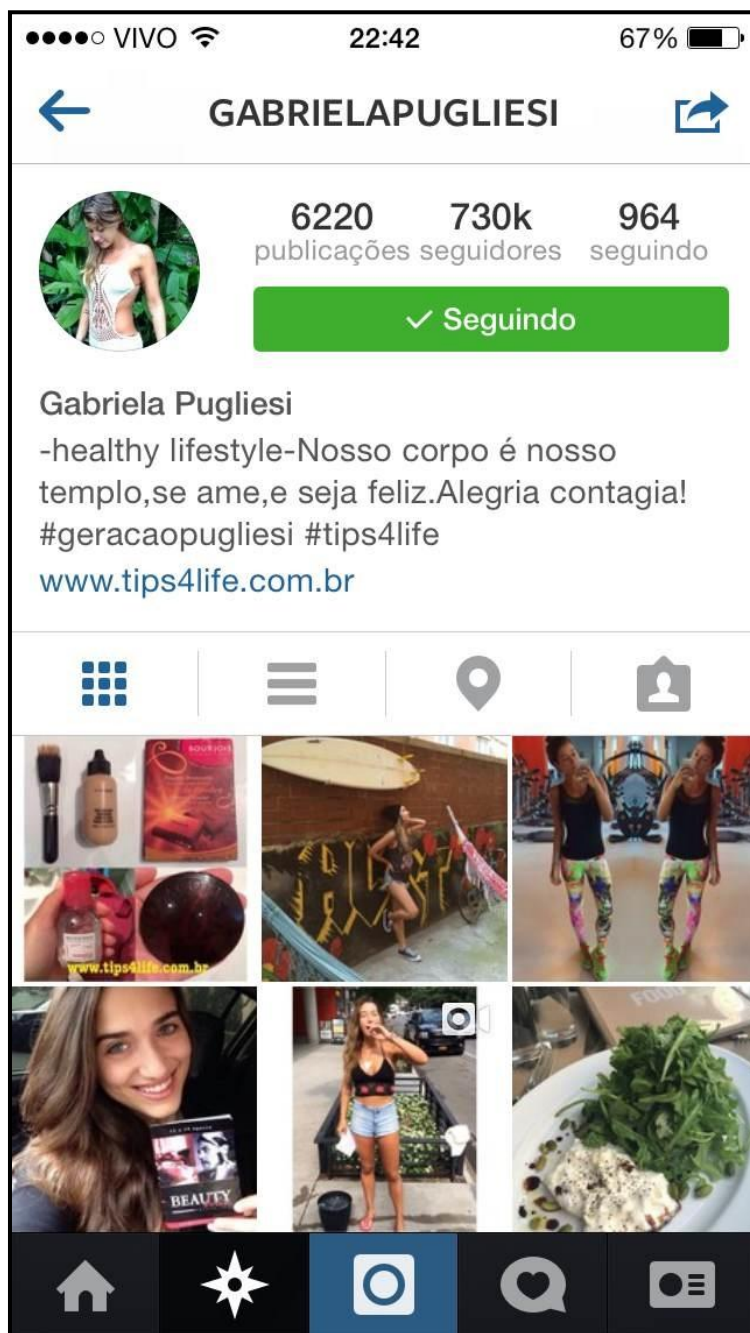 VIVO 22:42 67%
GABRIELAPUGLIESI
6220 730k 964
publicações seguidores seguindo
✓ Seguindo
Gabriela Pugliesi
-healthy lifestyle-Nosso corpo é nosso
templo,se ame,e seja feliz.Alegria contagia!
#geracaopugliesi #tips4life
www.tips4life.com.br
BOURJOIS
www.tips4life.com.br
FOOD
BEAUTY